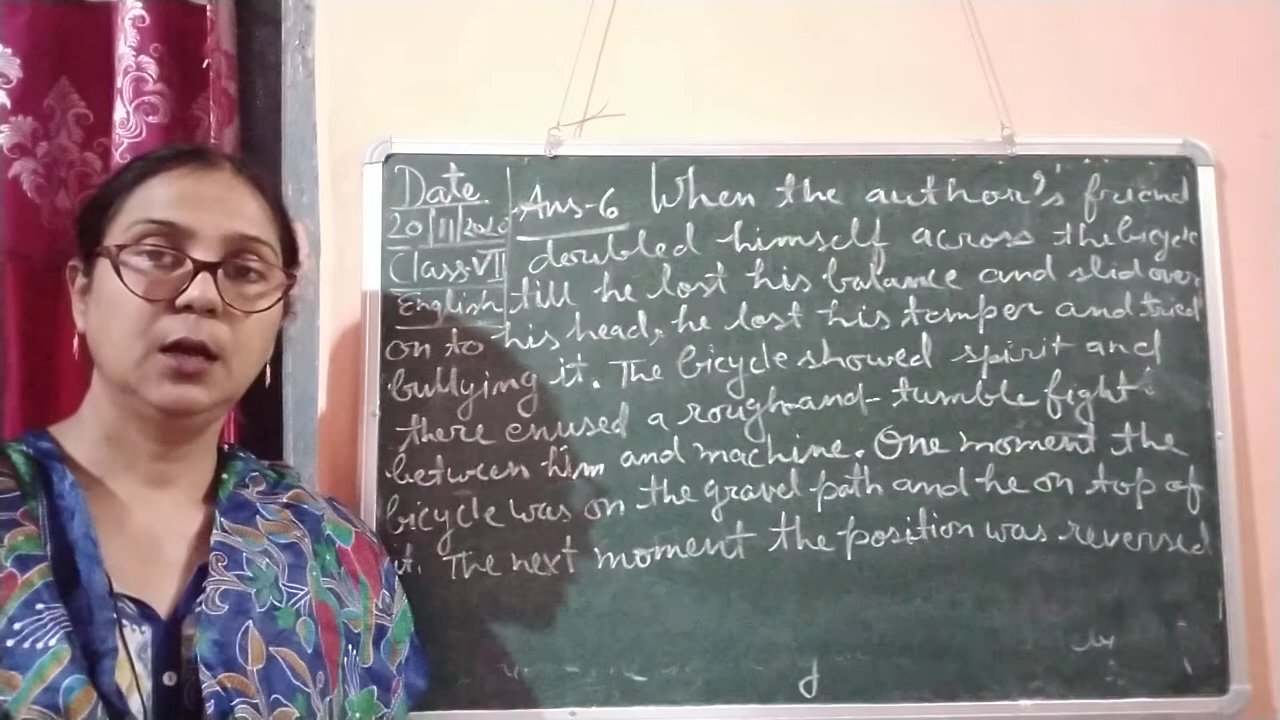 Date.
20/11/2020
Class-VII
English
Ans-6 When the author's friend
doubled himself across the bicycle
till he lost his balance and slid over
on to his head, he lost his temper and tried
bullying it. The bicycle showed spirit and
there enused a rough-and-tumble fight
between him and machine. One moment the
bicycle was on the gravel path and he on top of
it. The next moment the position was reversed